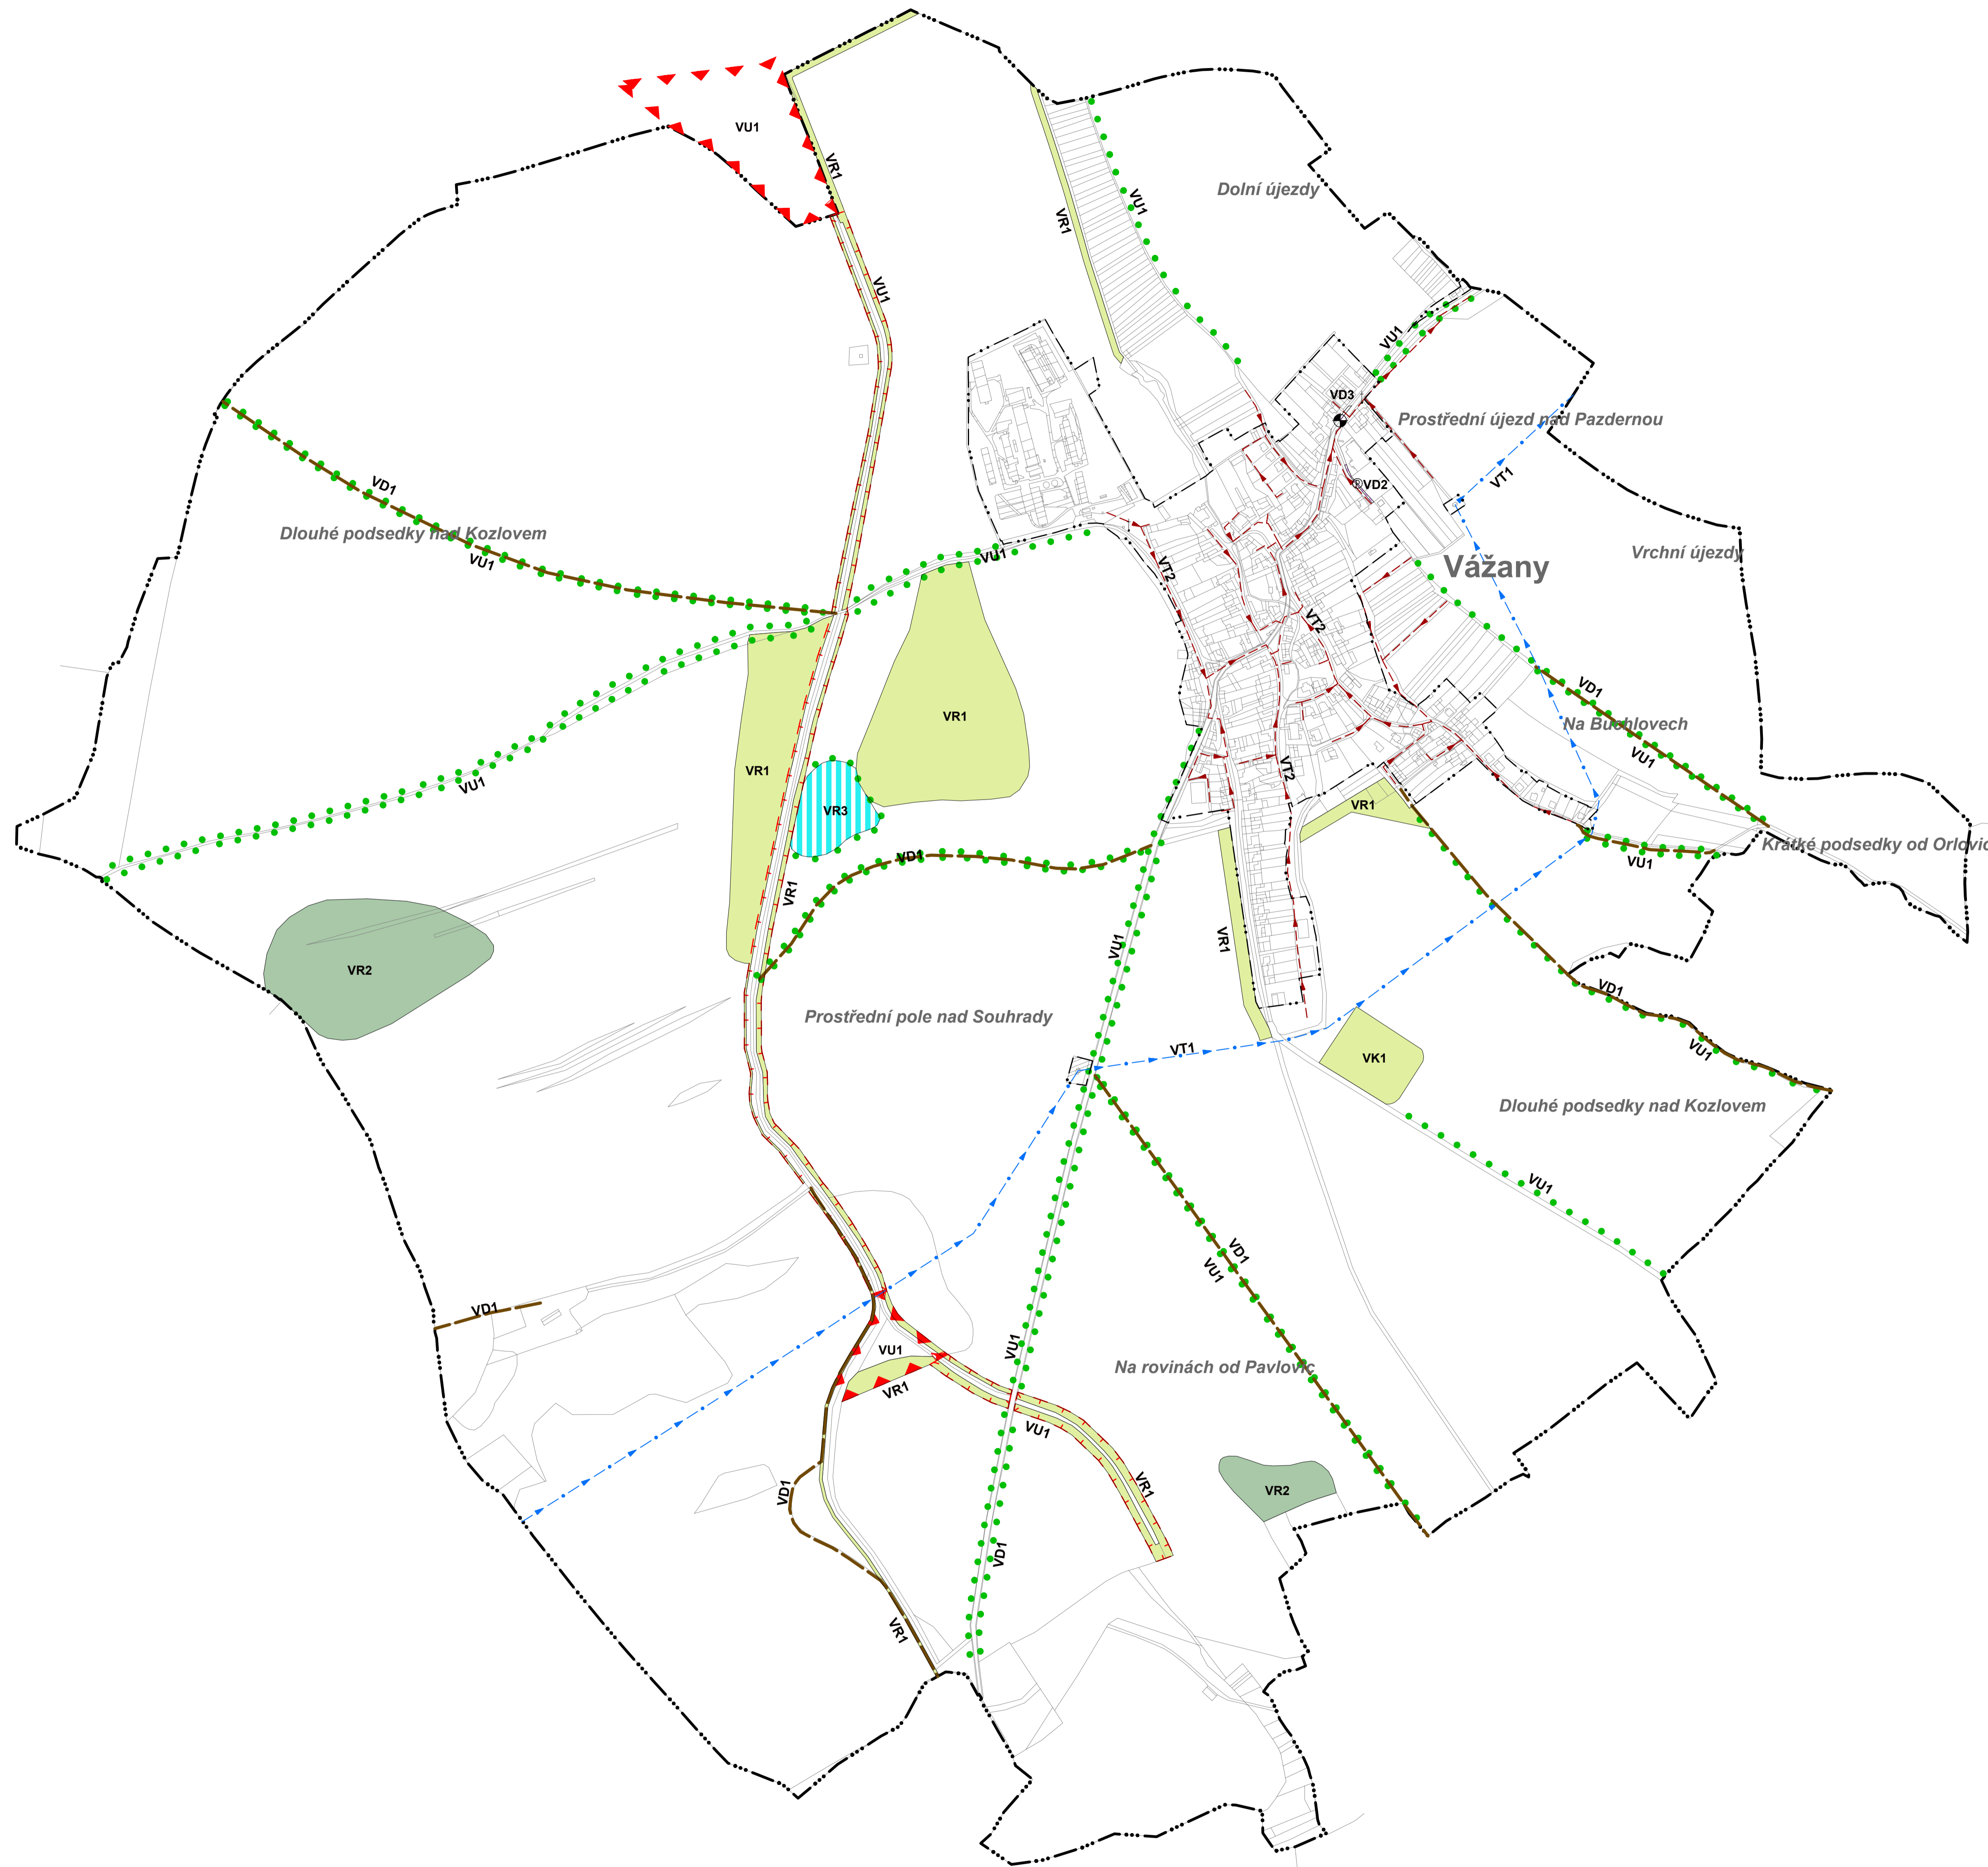 VU1
VR1
Dolní újezdy
VU1
VR1
VU1
VU1
VD3
Prostřední újezd nad Pazdernou
VT1
VD2
VD1
Dlouhé podsedky nad Kozlovem
VU1
VU1
VT2
Vážany
Vrchní újezdy
VT2
VD1
VR1
Na Buchlovech
VU1
VR1
VT2
VU1
VR3
VR1
Krátké podsedky od Orlovic
VD1
VU1
VR1
VR1
VU1
VR2
VD1
Prostřední pole nad Souhrady
VT1
VU1
VK1
Dlouhé podsedky nad Kozlovem
VU1
VD1
VU1
VD1
VU1
VU1
Na rovinách od Pavlovic
VR1
VU1
VR1
VD1
VR2
VD1
VR1